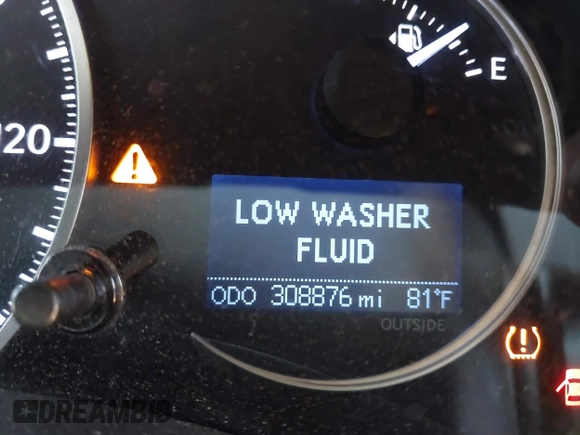 E
120
LOW WASHER
FLUID
ODO 308876 mi 81°F
OUTSIDE
DREAMBID